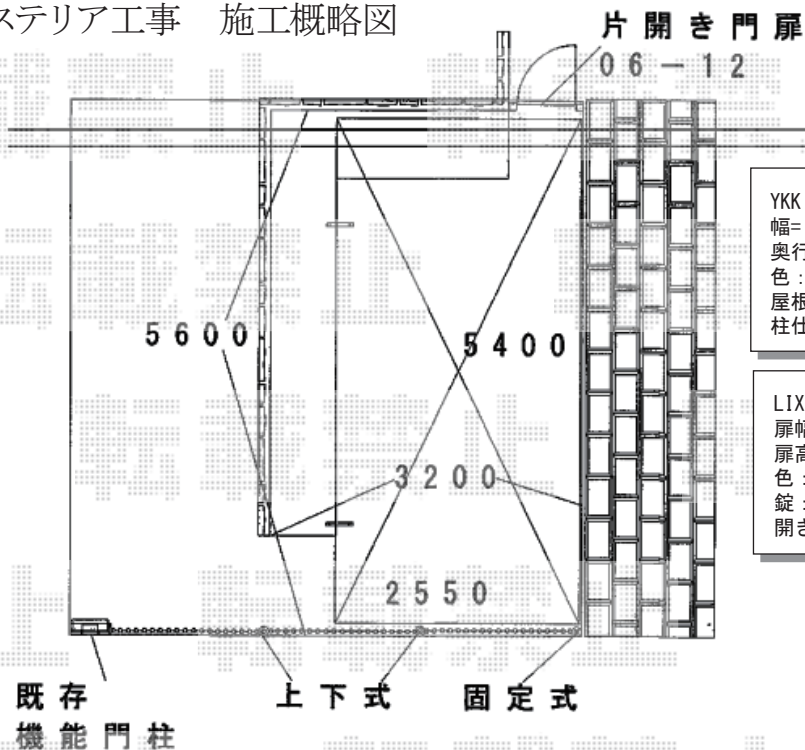 ステリア工事　施工概略図
片開き門扉
０６－１２
YKK
幅=
奥行
色：
屋根
柱仕
５６００
５４００
LIX
扉幅
扉高
色：
錠：
開き
３２００
２５５０
既存
機能門柱
上下式
固定式